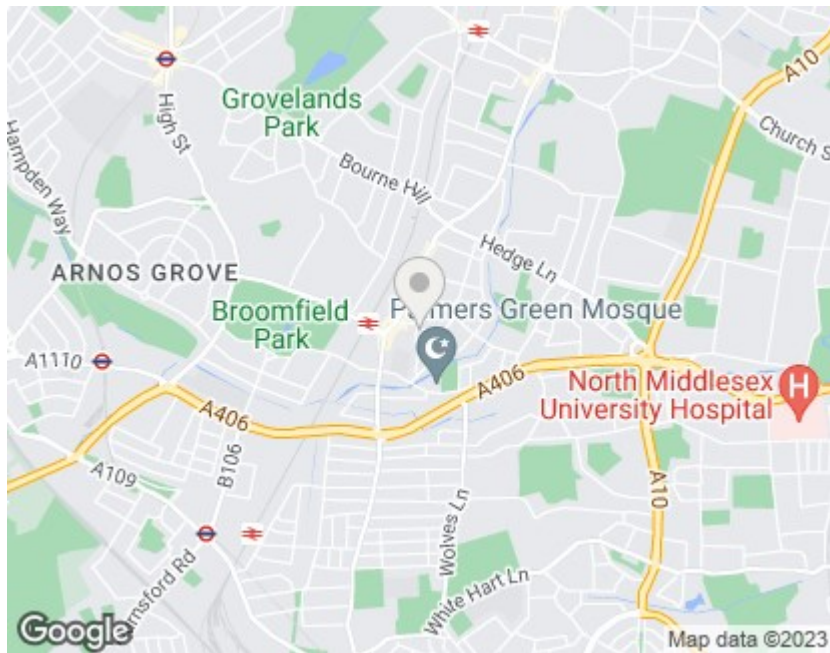 A10
Grovelands
Park
High St
Church S
Hampden Way
Bourne Hill
Hedge Ln
ARNOS GROVE
Broomfield
Park
Palmers Green Mosque
A1110
A406
A406
North Middlesex
University Hospital
H
B106
A109
A10
Wolves Ln
White Hart Ln
Google
Map data ©2023